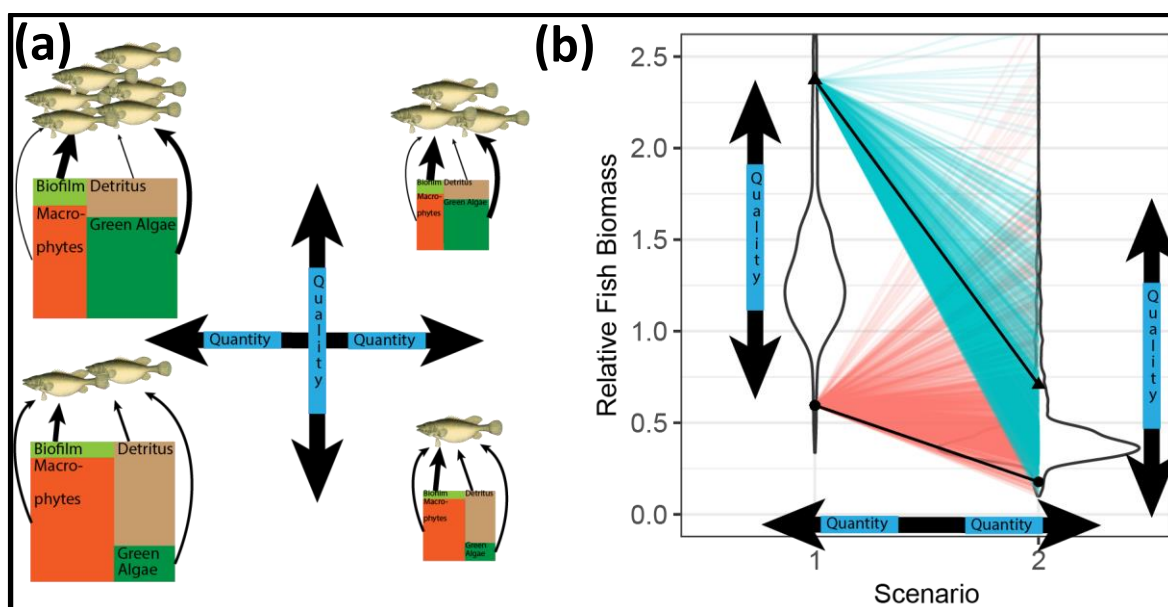 (a)
Biofilm
Detritus
Macro-
phytes
Green Algae
Biofilm
Detritus
Macro-
phytes
Green Algae
Quantity
Quality
Quantity
Biofilm
Detritus
Macro-
phytes
Green
Algae
Biofilm
Detritus
Macro-
phytes
Green
Algae
(b)
Relative Fish Biomass
2.5
2.0
1.5
1.0
0.5
0.0
Quality
Quality
Quantity
Quantity
1
2
Scenario